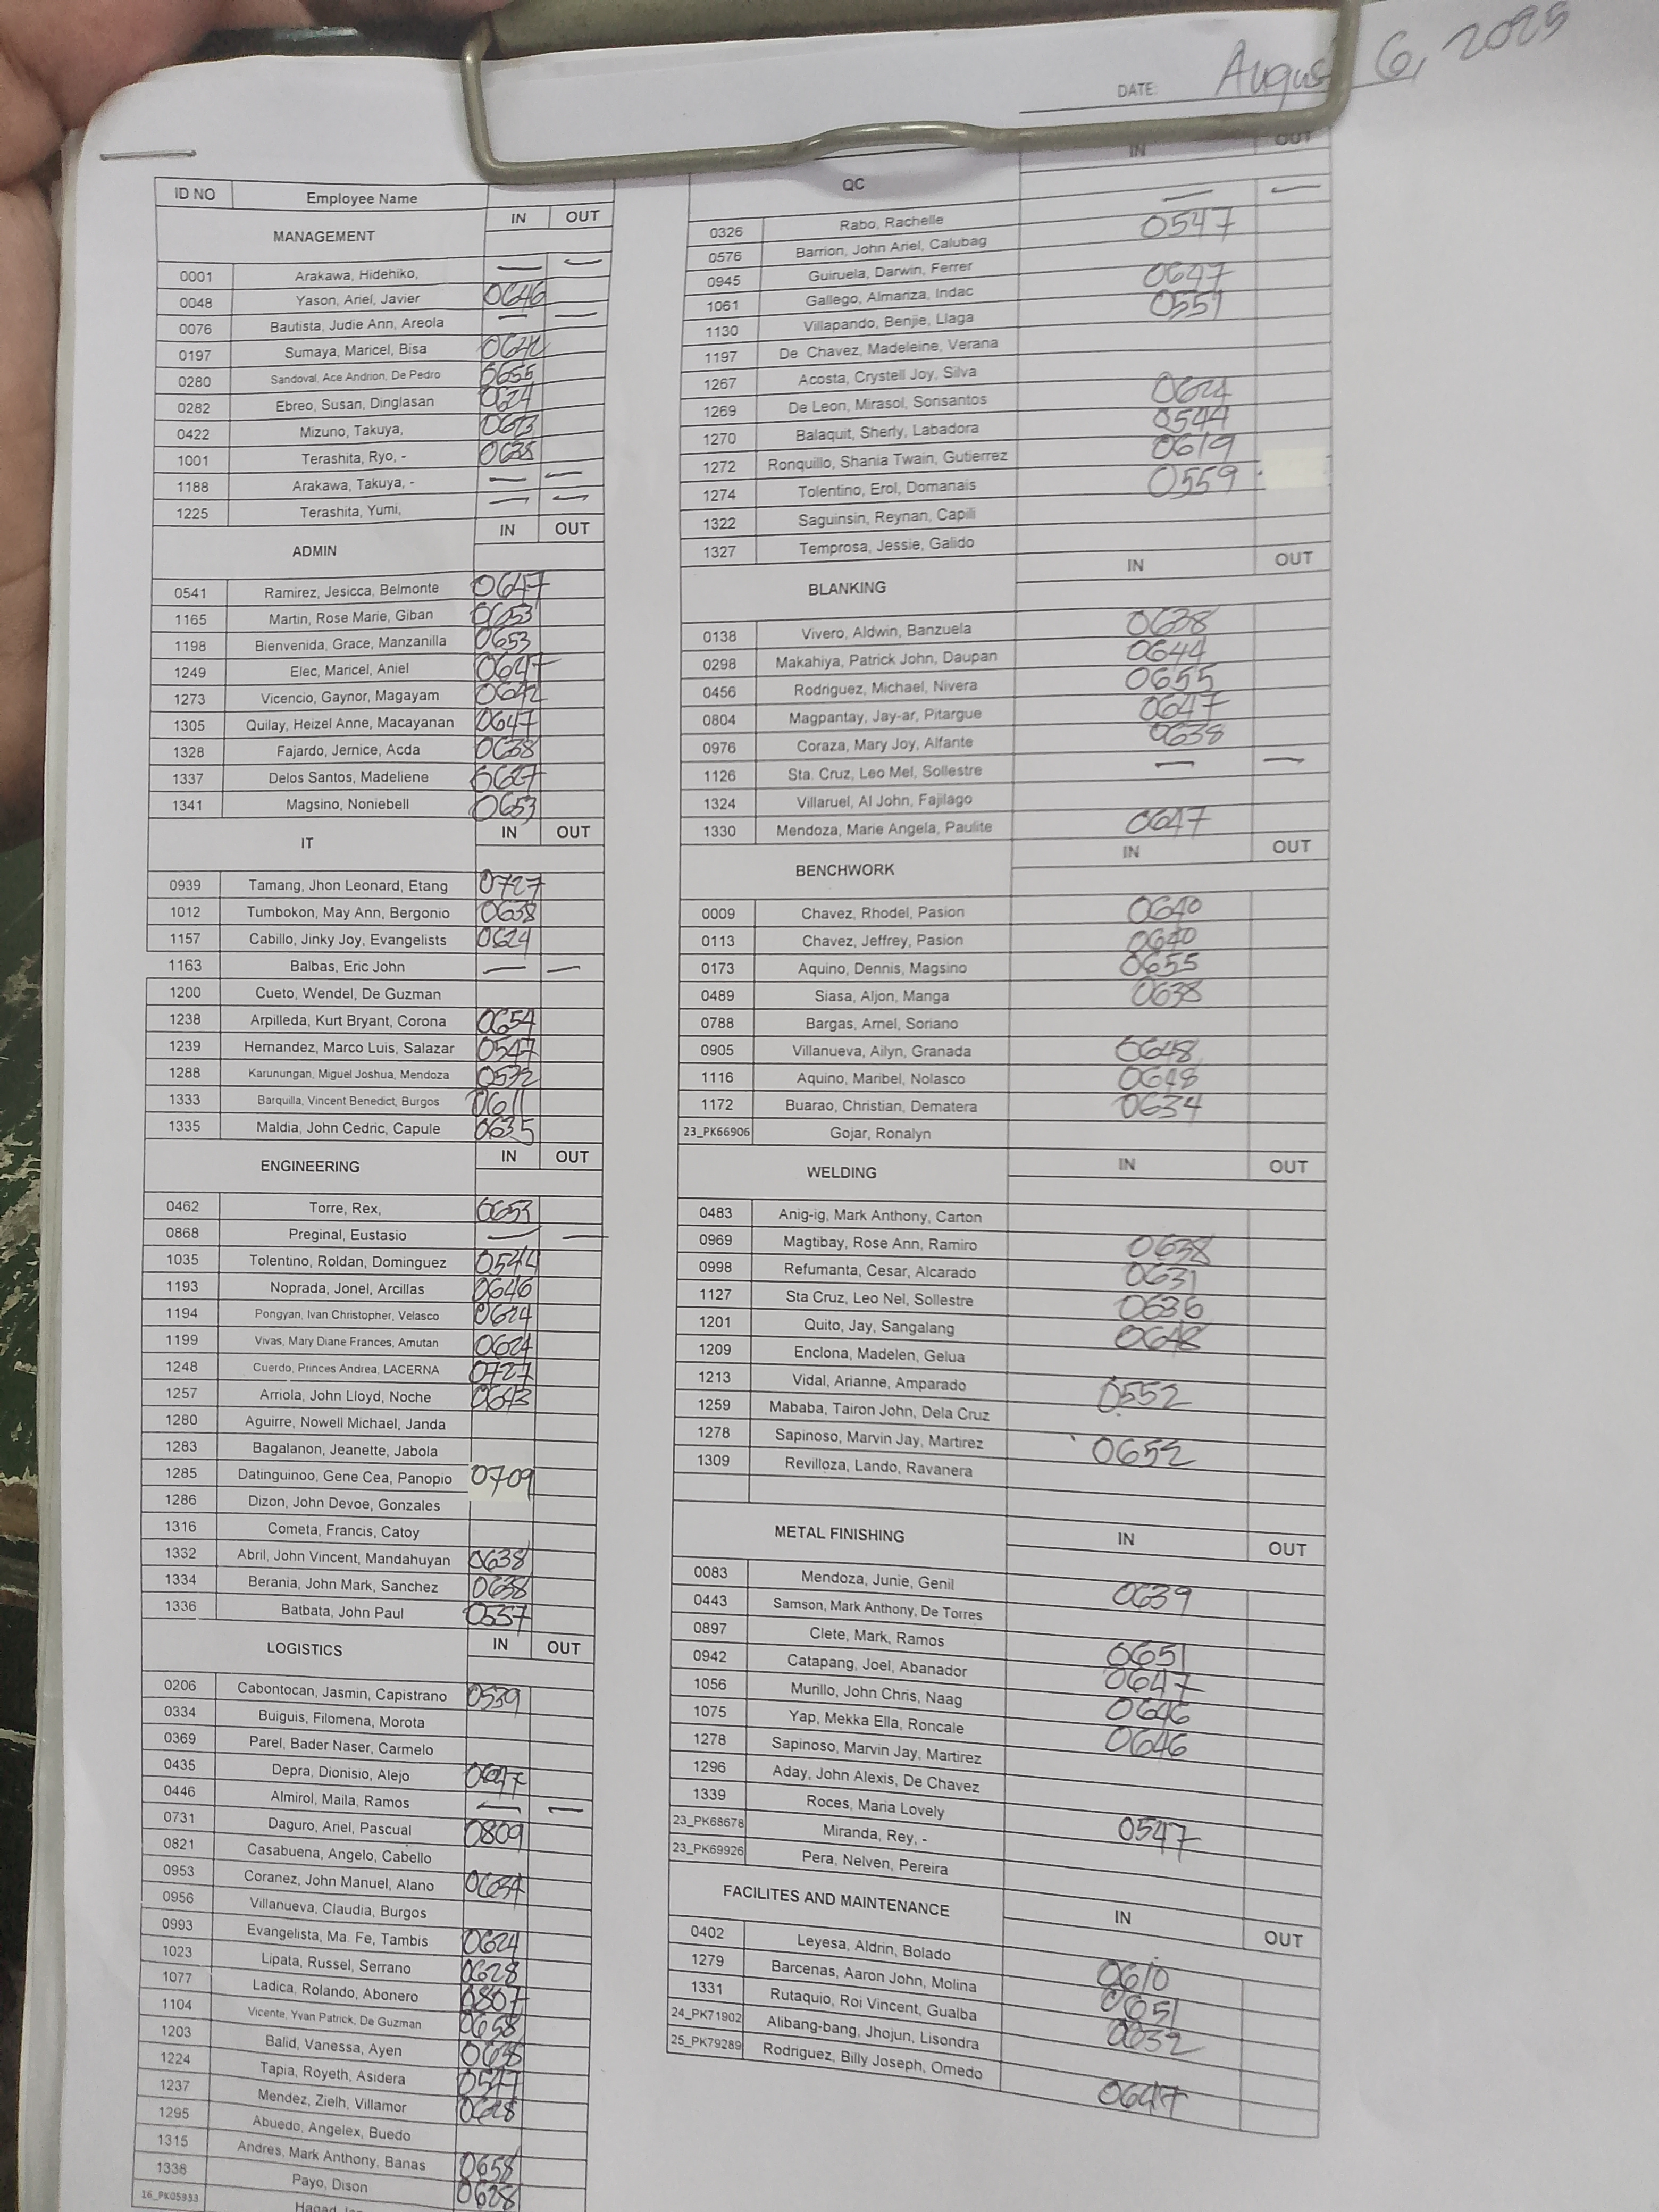 DATE: August 6, 2025
ID NO Employee Name
MANAGEMENT IN OUT
0001 Arakawa, Hidehiko, — —
0048 Yason, Ariel, Javier 0646
0076 Bautista, Judie Ann, Areola — —
0197 Sumaya, Maricel, Bisa
0280 Sandoval, Ace Andrion, De Pedro 0655
0282 Ebreo, Susan, Dinglasan 0624
0422 Mizuno, Takuya,
1001 Terashita, Ryo, - 0638
1188 Arakawa, Takuya, - — —
1225 Terashita, Yumi, — —
ADMIN IN OUT
0541 Ramirez, Jesicca, Belmonte 0647
1165 Martin, Rose Marie, Giban 0653
1198 Bienvenida, Grace, Manzanilla 0653
1249 Elec, Maricel, Aniel 0647
1273 Vicencio, Gaynor, Magayam 0642
1305 Quilay, Heizel Anne, Macayanan 0647
1328 Fajardo, Jernice, Acda 0638
1337 Delos Santos, Madeliene 0627
1341 Magsino, Noniebell 0653
IT IN OUT
0939 Tamang, Jhon Leonard, Etang 0727
1012 Tumbokon, May Ann, Bergonio 0638
1157 Cabillo, Jinky Joy, Evangelists 0624
1163 Balbas, Eric John — —
1200 Cueto, Wendel, De Guzman
1238 Arpilleda, Kurt Bryant, Corona 0654
1239 Hernandez, Marco Luis, Salazar 0547
1288 Karunungan, Miguel Joshua, Mendoza 0532
1333 Barquilla, Vincent Benedict, Burgos 0611
1335 Maldia, John Cedric, Capule 0635
ENGINEERING IN OUT
0462 Torre, Rex, 0653
0868 Preginal, Eustasio — —
1035 Tolentino, Roldan, Dominguez 0544
1193 Noprada, Jonel, Arcillas 0646
1194 Pongyan, Ivan Christopher, Velasco 0624
1199 Vivas, Mary Diane Frances, Amutan 0624
1248 Cuerdo, Princes Andrea, LACERNA 0727
1257 Arriola, John Lloyd, Noche 0643
1280 Aguirre, Nowell Michael, Janda
1283 Bagalanon, Jeanette, Jabola
1285 Datinguinoo, Gene Cea, Panopio 0709
1286 Dizon, John Devoe, Gonzales
1316 Cometa, Francis, Catoy
1332 Abril, John Vincent, Mandahuyan 0638
1334 Berania, John Mark, Sanchez 0638
1336 Batbata, John Paul 0537
LOGISTICS IN OUT
0206 Cabontocan, Jasmin, Capistrano 0539
0334 Buiguis, Filomena, Morota
0369 Parel, Bader Naser, Carmelo
0435 Depra, Dionisio, Alejo 0647
0446 Almirol, Maila, Ramos — —
0731 Daguro, Ariel, Pascual 0809
0821 Casabuena, Angelo, Cabello
0953 Coranez, John Manuel, Alano 0634
0956 Villanueva, Claudia, Burgos
0993 Evangelista, Ma. Fe, Tambis 0624
1023 Lipata, Russel, Serrano 0628
1077 Ladica, Rolando, Abonero 0807
1104 Vicente, Yvan Patrick, De Guzman 0658
1203 Balid, Vanessa, Ayen 0638
1224 Tapia, Royeth, Asidera 0547
1237 Mendez, Zielh, Villamor 0628
1295 Abuedo, Angelex, Buedo
1315 Andres, Mark Anthony, Banas 0658
1338 Payo, Dison 0628
16_PK05933
QC IN OUT
0326 Rabo, Rachelle — —
0576 Barrion, John Ariel, Calubag 0547
0945 Guiruela, Darwin, Ferrer
1061 Gallego, Almanza, Indac 0647
1130 Villapando, Benjie, Llaga 0551
1197 De Chavez, Madeleine, Verana
1267 Acosta, Crystell Joy, Silva
1269 De Leon, Mirasol, Sorisantos 0624
1270 Balaquit, Sherly, Labadora 0544
1272 Ronquillo, Shania Twain, Gutierrez 0619
1274 Tolentino, Erol, Domanais 0559
1322 Saguinsin, Reynan, Capili
1327 Temprosa, Jessie, Galido
BLANKING IN OUT
0138 Vivero, Aldwin, Banzuela 0638
0298 Makahiya, Patrick John, Daupan 0644
0456 Rodriguez, Michael, Nivera 0655
0804 Magpantay, Jay-ar, Pitargue 0647
0976 Coraza, Mary Joy, Alfante 0638
1126 Sta. Cruz, Leo Mel, Sollestre — —
1324 Villaruel, Al John, Fajilago
1330 Mendoza, Marie Angela, Paulite 0647
BENCHWORK IN OUT
0009 Chavez, Rhodel, Pasion 0640
0113 Chavez, Jeffrey, Pasion 0640
0173 Aquino, Dennis, Magsino 0655
0489 Siasa, Aljon, Manga 0638
0788 Bargas, Arnel, Soriano
0905 Villanueva, Ailyn, Granada 0648
1116 Aquino, Maribel, Nolasco 0648
1172 Buarao, Christian, Dematera 0634
23_PK66906 Gojar, Ronalyn
WELDING IN OUT
0483 Anig-ig, Mark Anthony, Carton
0969 Magtibay, Rose Ann, Ramiro 0638
0998 Refumanta, Cesar, Alcarado 0631
1127 Sta Cruz, Leo Nel, Sollestre 0636
1201 Quito, Jay, Sangalang 0648
1209 Enclona, Madelen, Gelua
1213 Vidal, Arianne, Amparado 0552
1259 Mababa, Tairon John, Dela Cruz
1278 Sapinoso, Marvin Jay, Martirez 0652
1309 Revilloza, Lando, Ravanera
METAL FINISHING IN OUT
0083 Mendoza, Junie, Genil 0639
0443 Samson, Mark Anthony, De Torres
0897 Clete, Mark, Ramos 0651
0942 Catapang, Joel, Abanador 0647
1056 Murillo, John Chris, Naag 0646
1075 Yap, Mekka Ella, Roncale 0646
1278 Sapinoso, Marvin Jay, Martirez
1296 Aday, John Alexis, De Chavez
1339 Roces, Maria Lovely 0547
23_PK68678 Miranda, Rey, -
23_PK69926 Pera, Nelven, Pereira
FACILITES AND MAINTENANCE IN OUT
0402 Leyesa, Aldrin, Bolado 0610
1279 Barcenas, Aaron John, Molina 0651
1331 Rutaquio, Roi Vincent, Gualba 0632
24_PK71902 Alibang-bang, Jhojun, Lisondra
25_PK79289 Rodriguez, Billy Joseph, Omedo 0647